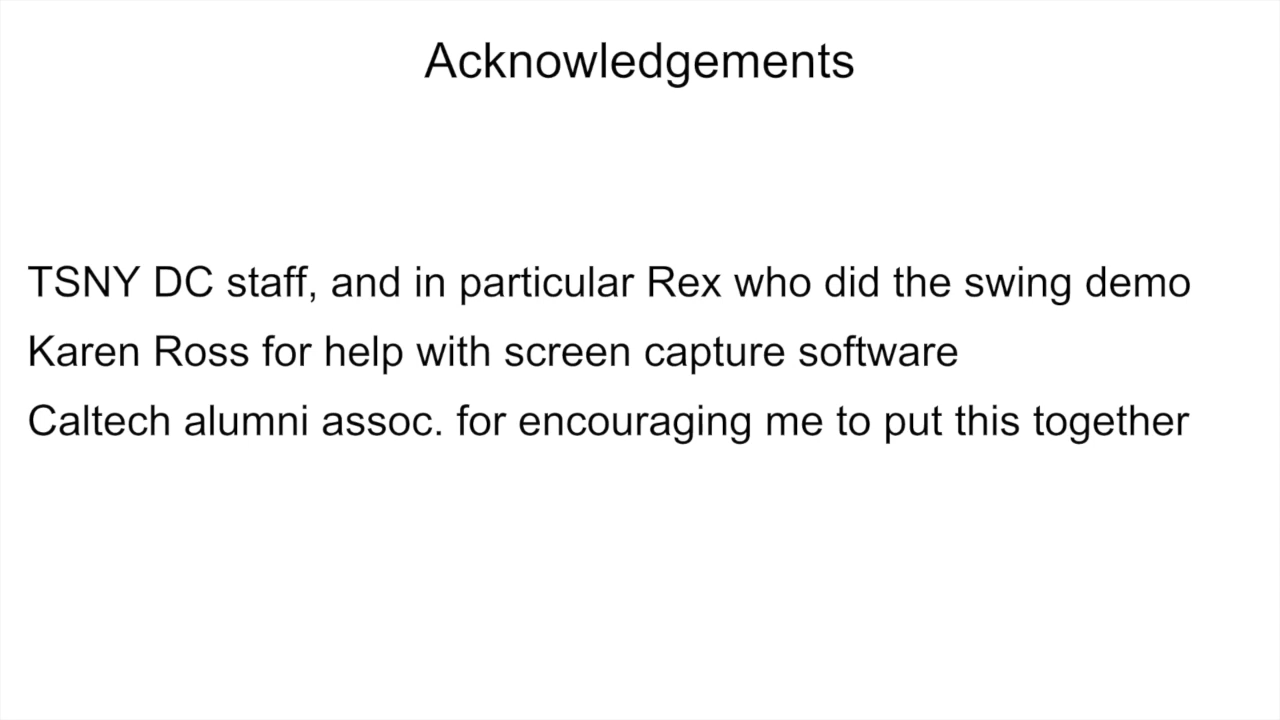 Acknowledgements
TSNY DC staff, and in particular Rex who did the swing demo
Karen Ross for help with screen capture software
Caltech alumni assoc. for encouraging me to put this together